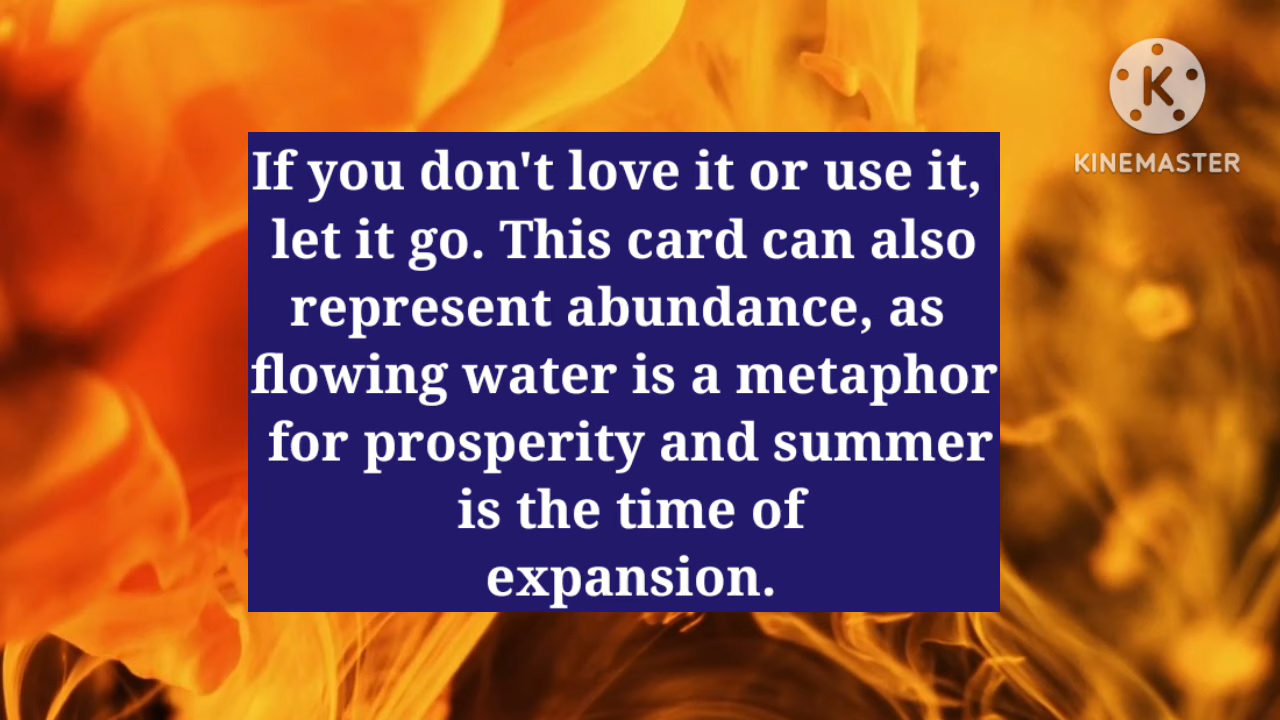 If you don't love it or use it,
let it go. This card can also
represent abundance, as
flowing water is a metaphor
for prosperity and summer
is the time of
expansion.
K
KINEMASTER